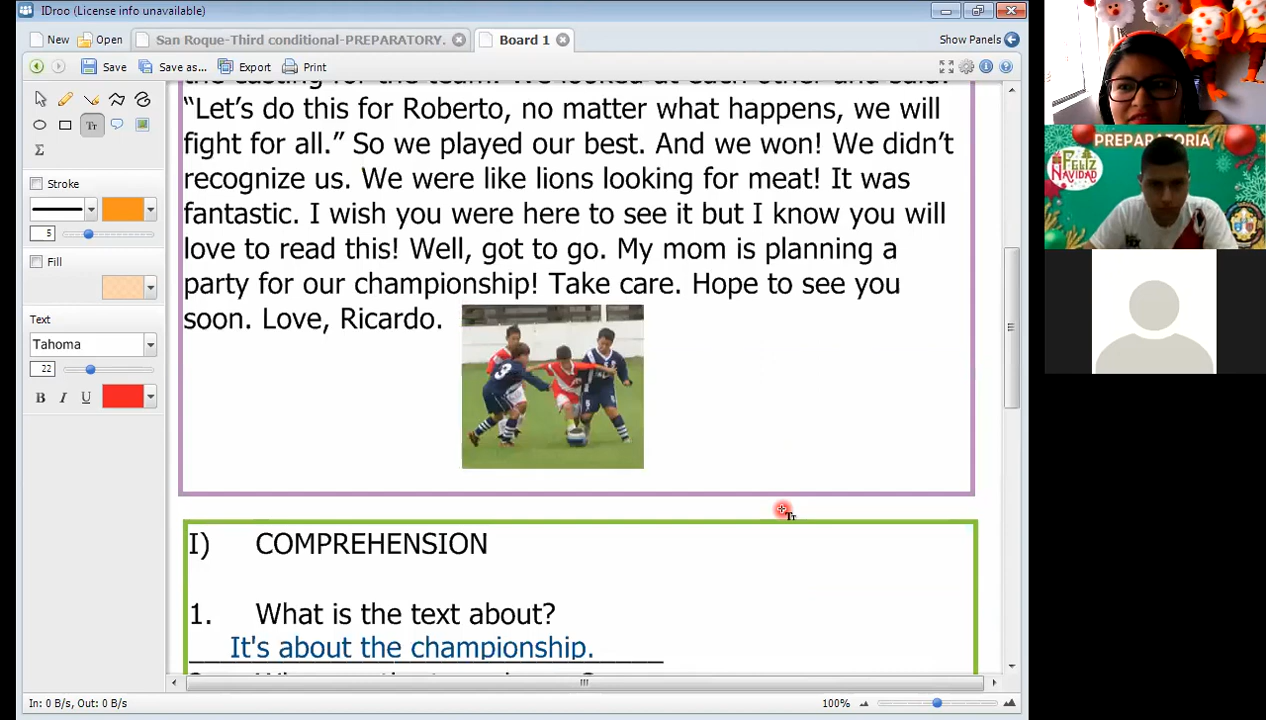 IDroo (License info unavailable)
New Open San Roque-Third conditional-PREPARATORY. Board 1 Show Panels
Save Save as... Export Print
Tr
Stroke
5
Fill
Text
Tahoma
22
B I U
“Let’s do this for Roberto, no matter what happens, we will
fight for all.” So we played our best. And we won! We didn’t
recognize us. We were like lions looking for meat! It was
fantastic. I wish you were here to see it but I know you will
love to read this! Well, got to go. My mom is planning a
party for our championship! Take care. Hope to see you
soon. Love, Ricardo.
3
I) COMPREHENSION
1. What is the text about?
It's about the championship.
In: 0 B/s, Out: 0 B/s 100%
PREPARATORIA
FELIZ
NAVIDAD